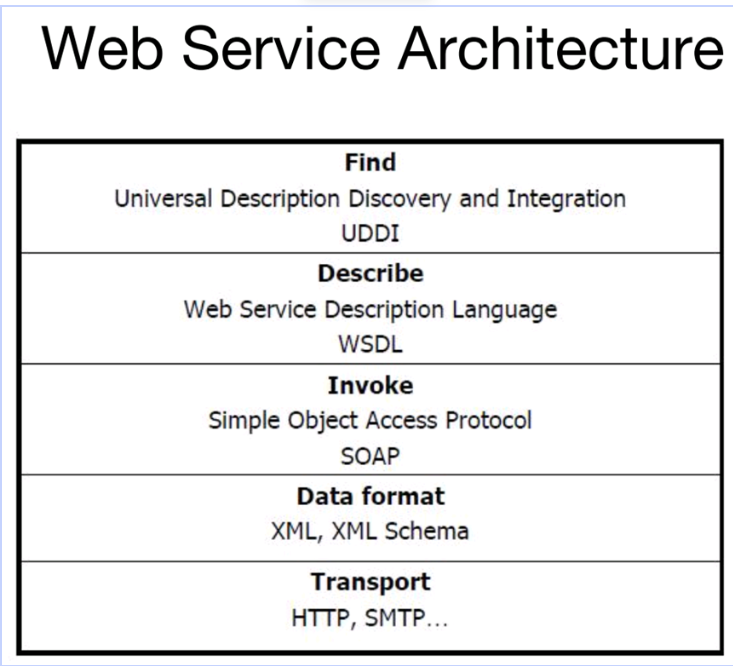 Web Service Architecture
Find
Universal Description Discovery and Integration
UDDI
Describe
Web Service Description Language
WSDL
Invoke
Simple Object Access Protocol
SOAP
Data format
XML, XML Schema
Transport
HTTP, SMTP...